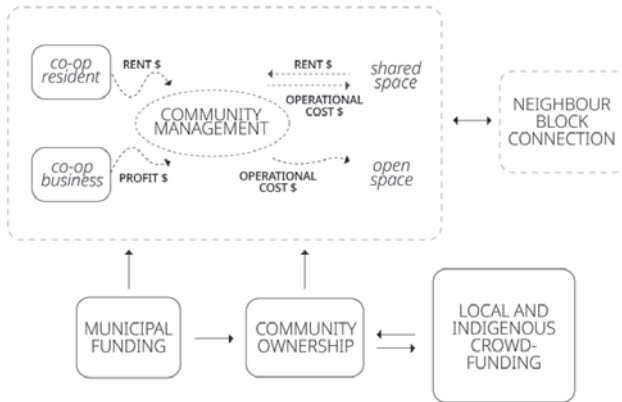 co-op
resident
RENT $
RENT $
shared
space
OPERATIONAL
COST $
COMMUNITY
MANAGEMENT
NEIGHBOUR
BLOCK
CONNECTION
co-op
business
PROFIT $
OPERATIONAL
COST $
open
space
MUNICIPAL
FUNDING
COMMUNITY
OWNERSHIP
LOCAL AND
INDIGENOUS
CROWD-
FUNDING